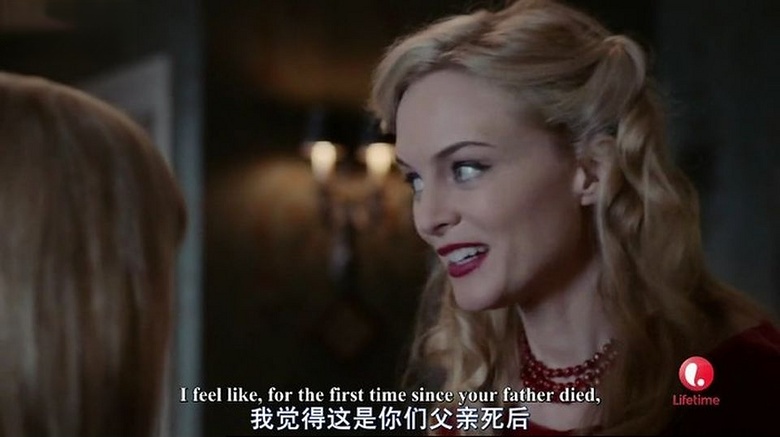 I feel like, for the first time since your father died,
我觉得这是你们父亲死后
Lifetime